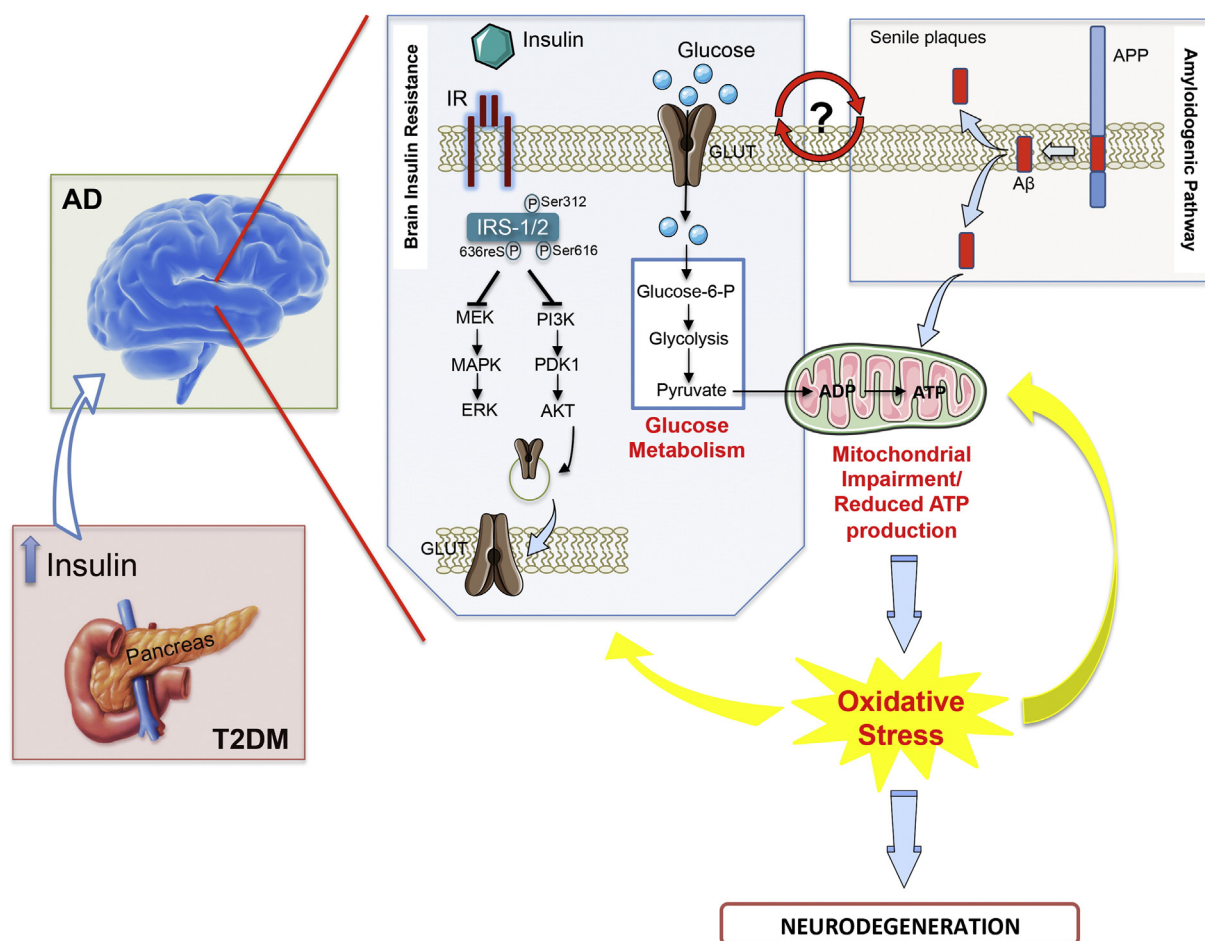 AD
Insulin
Pancreas
T2DM
Brain Insulin Resistance
Insulin
Glucose
IR
GLUT
P Ser312
IRS-1/2
636reS P
P Ser616
MEK
PI3K
MAPK
PDK1
ERK
AKT
GLUT
Glucose-6-P
Glycolysis
Pyruvate
Glucose
Metabolism
?
Senile plaques
APP
Aβ
Amyloidogenic Pathway
ADP
ATP
Mitochondrial
Impairment/
Reduced ATP
production
Oxidative
Stress
NEURODEGENERATION